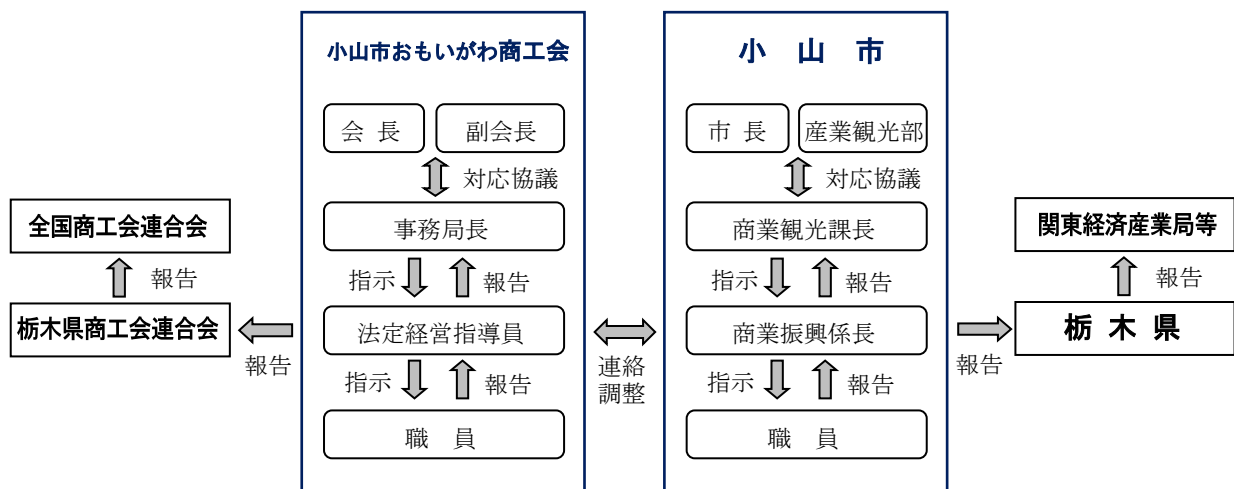 小山市おもいがわ商工会
小　山　市
会 長
副会長
市 長
産業観光部
対応協議
対応協議
全国商工会連合会
事務局長
商業観光課長
関東経済産業局等
報告
指示
報告
指示
報告
報告
栃木県商工会連合会
法定経営指導員
商業振興係長
栃 木 県
報告
連絡
調整
報告
指示
報告
指示
報告
職　員
職　員